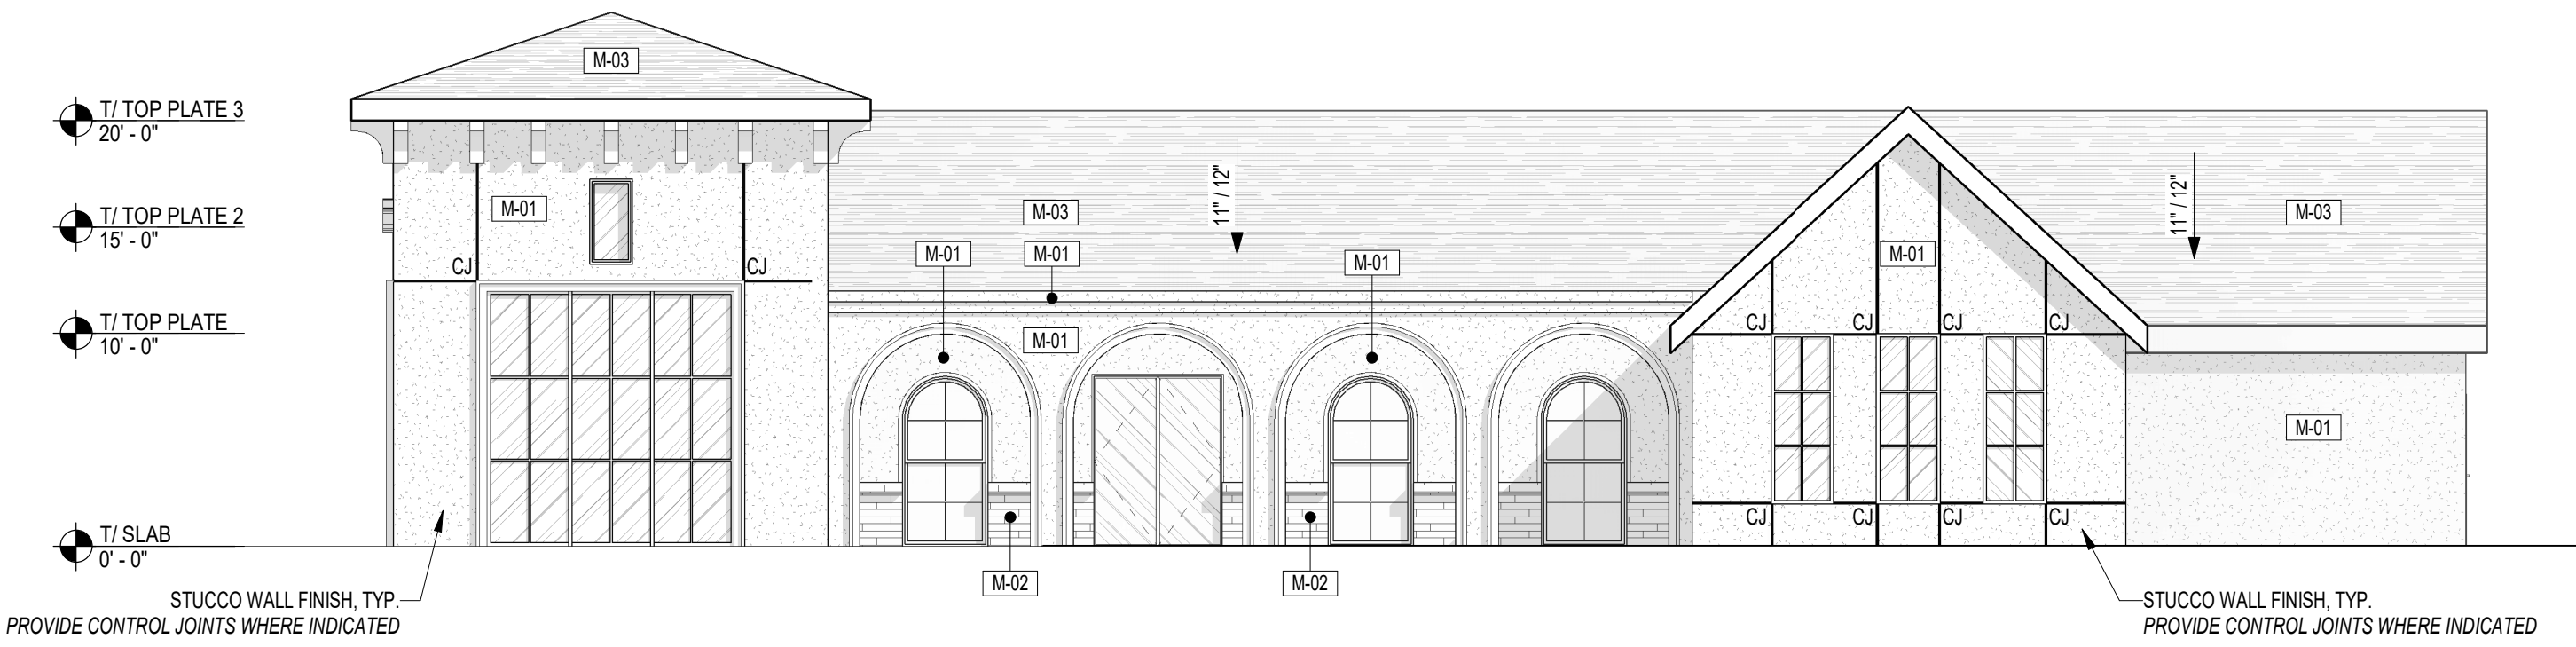 M-03
T/ TOP PLATE 3
20' - 0"
T/ TOP PLATE 2
15' - 0"
T/ TOP PLATE
10' - 0"
T/ SLAB
0' - 0"
M-01
CJ
CJ
M-03
M-01
M-01
M-01
M-01
11" / 12"
M-01
11" / 12"
M-03
CJ
CJ
CJ
CJ
M-01
CJ
CJ
CJ
CJ
M-02
M-02
STUCCO WALL FINISH, TYP.
PROVIDE CONTROL JOINTS WHERE INDICATED
STUCCO WALL FINISH, TYP.
PROVIDE CONTROL JOINTS WHERE INDICATED